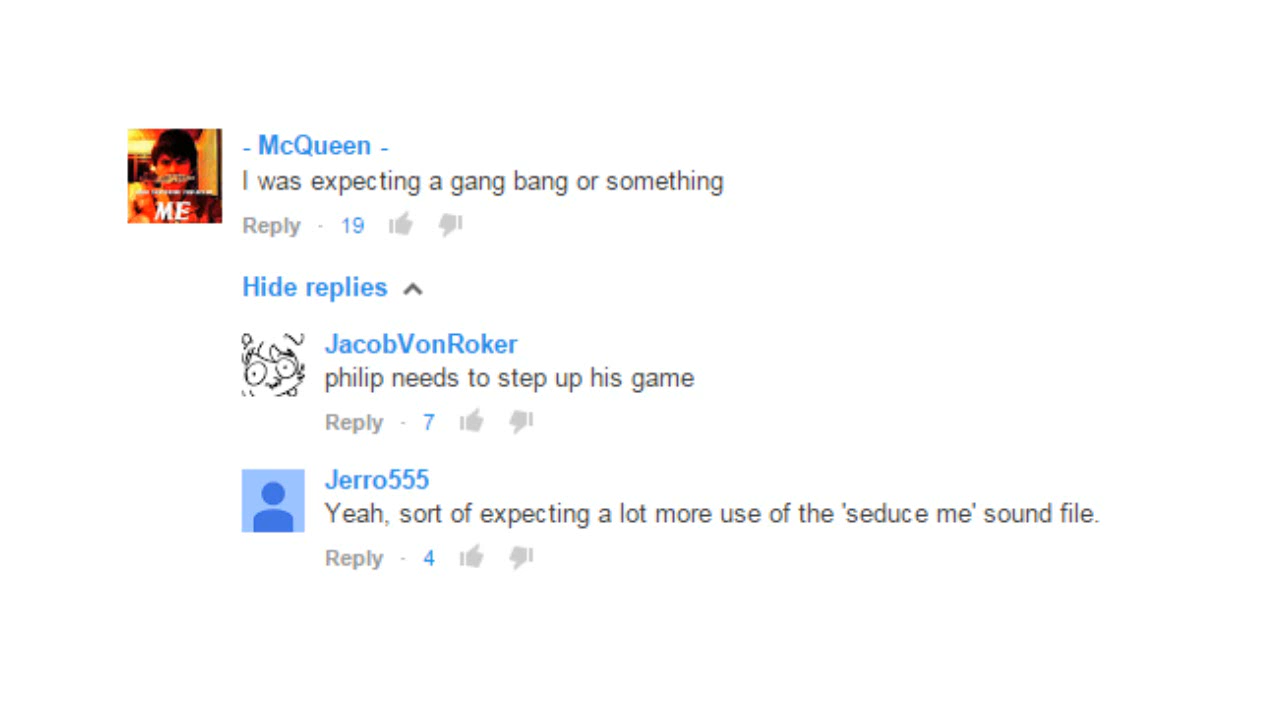 - McQueen -
I was expecting a gang bang or something
Reply · 19
Hide replies
JacobVonRoker
philip needs to step up his game
Reply · 7
Jerro555
Yeah, sort of expecting a lot more use of the 'seduce me' sound file.
Reply · 4
ME